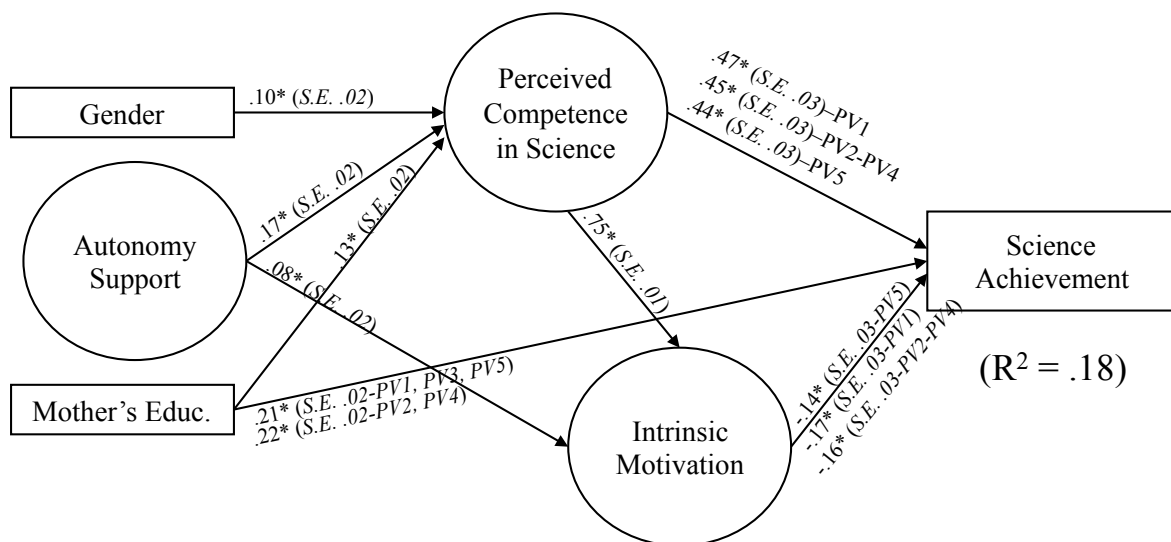 Gender
.10* (S.E. .02)
Perceived
Competence
in Science
.47* (S.E. .03)–PV1
.45* (S.E. .03)–PV2-PV4
.44* (S.E. .03)–PV5
Autonomy
Support
.17* (S.E. .02)
.13* (S.E. .02)
.08* (S.E. .02)
.75* (S.E. .01)
Science
Achievement
(R² = .18)
Mother's Educ.
.21* (S.E. .02-PV1, PV3, PV5)
.22* (S.E. .02-PV2, PV4)
Intrinsic
Motivation
-.14* (S.E. .03-PV5)
-.17* (S.E. .03-PV1)
-.16* (S.E. .03-PV2-PV4)